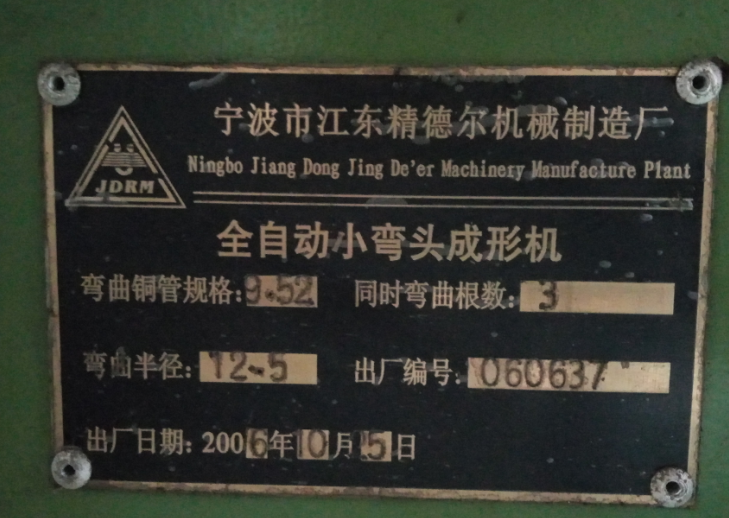 宁波市江东精德尔机械制造厂
JDRM
Ningbo Jiang Dong Jing De'er Machinery Manufacture Plant
全自动小弯头成形机
弯曲铜管规格:9.52 同时弯曲根数:3
弯曲半径:12.5 出厂编号:060637
出厂日期:2006年10月15日